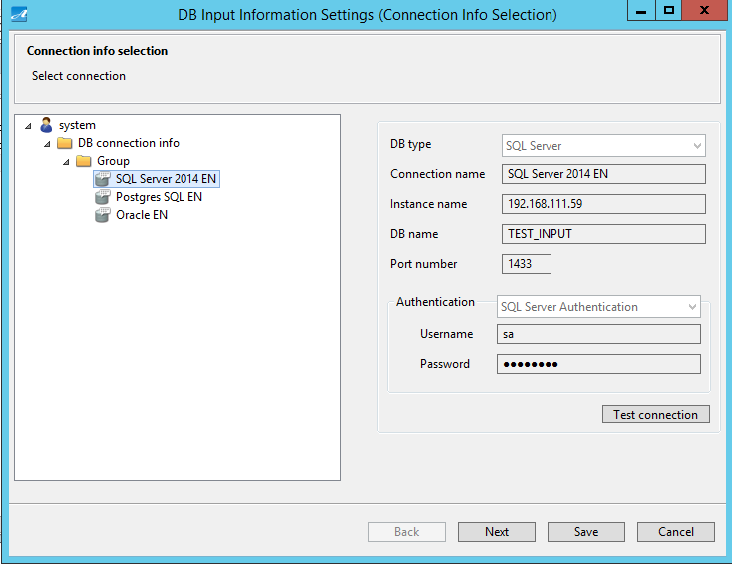 DB Input Information Settings (Connection Info Selection)
Connection info selection
Select connection
system
DB connection info
Group
SQL Server 2014 EN
Postgres SQL EN
Oracle EN
DB type SQL Server
Connection name SQL Server 2014 EN
Instance name 192.168.111.59
DB name TEST_INPUT
Port number 1433
Authentication SQL Server Authentication
Username sa
Password ●●●●●●●●
Test connection
Back Next Save Cancel